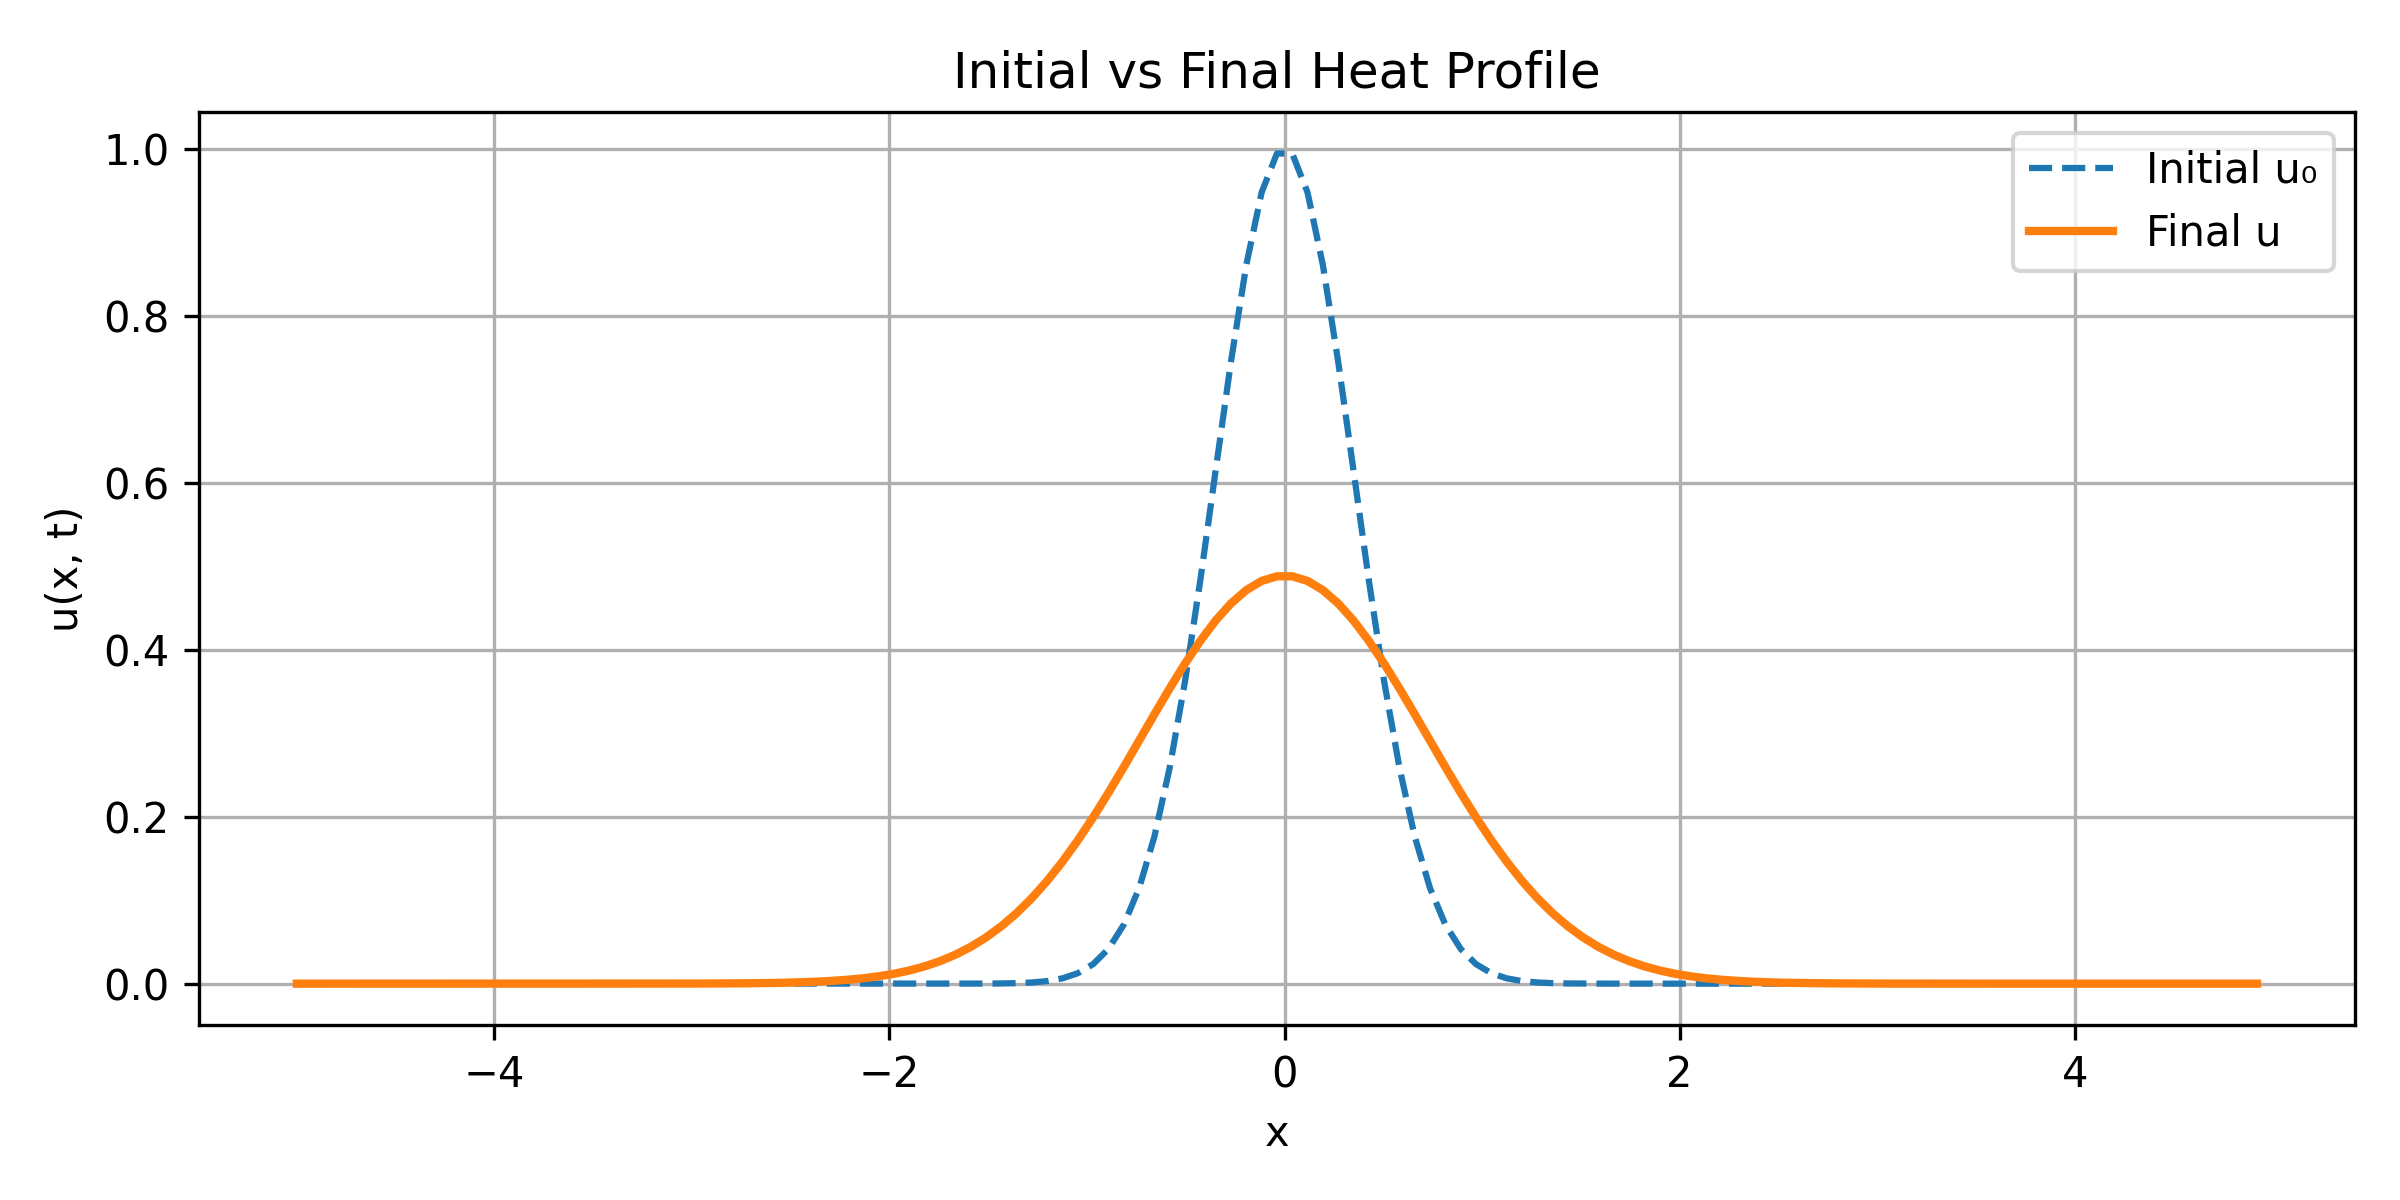 Initial vs Final Heat Profile
1.0
0.8
0.6
0.4
0.2
0.0
u(x, t)
Initial u₀
Final u
−4
−2
0
2
4
x